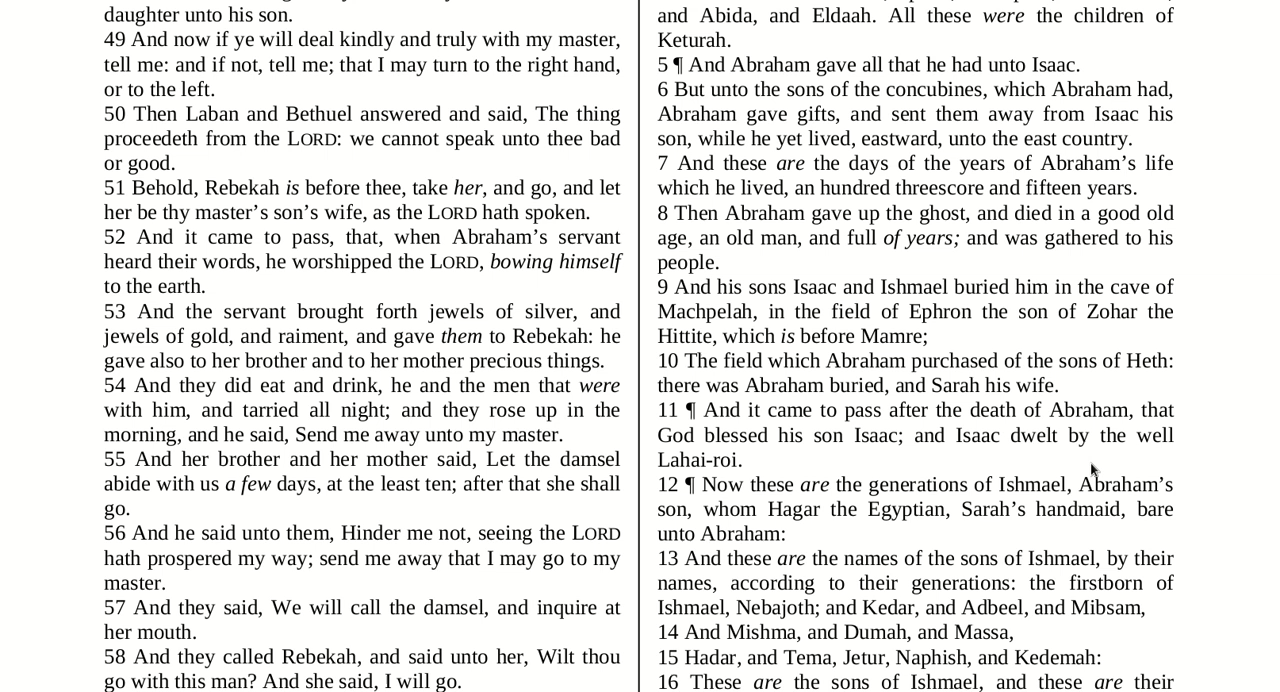 daughter unto his son.
49 And now if ye will deal kindly and truly with my master,
tell me: and if not, tell me; that I may turn to the right hand,
or to the left.
50 Then Laban and Bethuel answered and said, The thing
proceedeth from the LORD: we cannot speak unto thee bad
or good.
51 Behold, Rebekah is before thee, take her, and go, and let
her be thy master’s son’s wife, as the LORD hath spoken.
52 And it came to pass, that, when Abraham’s servant
heard their words, he worshipped the LORD, bowing himself
to the earth.
53 And the servant brought forth jewels of silver, and
jewels of gold, and raiment, and gave them to Rebekah: he
gave also to her brother and to her mother precious things.
54 And they did eat and drink, he and the men that were
with him, and tarried all night; and they rose up in the
morning, and he said, Send me away unto my master.
55 And her brother and her mother said, Let the damsel
abide with us a few days, at the least ten; after that she shall
go.
56 And he said unto them, Hinder me not, seeing the LORD
hath prospered my way; send me away that I may go to my
master.
57 And they said, We will call the damsel, and inquire at
her mouth.
58 And they called Rebekah, and said unto her, Wilt thou
go with this man? And she said, I will go.
and Abida, and Eldaah. All these were the children of
Keturah.
5 ¶ And Abraham gave all that he had unto Isaac.
6 But unto the sons of the concubines, which Abraham had,
Abraham gave gifts, and sent them away from Isaac his
son, while he yet lived, eastward, unto the east country.
7 And these are the days of the years of Abraham’s life
which he lived, an hundred threescore and fifteen years.
8 Then Abraham gave up the ghost, and died in a good old
age, an old man, and full of years; and was gathered to his
people.
9 And his sons Isaac and Ishmael buried him in the cave of
Machpelah, in the field of Ephron the son of Zohar the
Hittite, which is before Mamre;
10 The field which Abraham purchased of the sons of Heth:
there was Abraham buried, and Sarah his wife.
11 ¶ And it came to pass after the death of Abraham, that
God blessed his son Isaac; and Isaac dwelt by the well
Lahai-roi.
12 ¶ Now these are the generations of Ishmael, Abraham’s
son, whom Hagar the Egyptian, Sarah’s handmaid, bare
unto Abraham:
13 And these are the names of the sons of Ishmael, by their
names, according to their generations: the firstborn of
Ishmael, Nebajoth; and Kedar, and Adbeel, and Mibsam,
14 And Mishma, and Dumah, and Massa,
15 Hadar, and Tema, Jetur, Naphish, and Kedemah:
16 These are the sons of Ishmael, and these are their